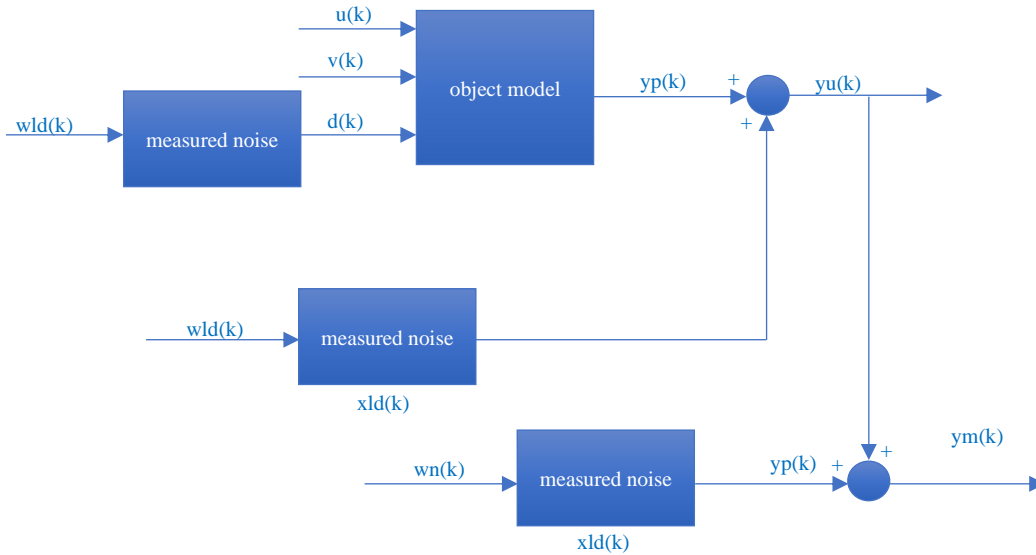 u(k)
v(k)
object model
yp(k)
+
yu(k)
wld(k)
measured noise
d(k)
+
wld(k)
measured noise
xld(k)
ym(k)
wn(k)
measured noise
yp(k)
+
+
xld(k)